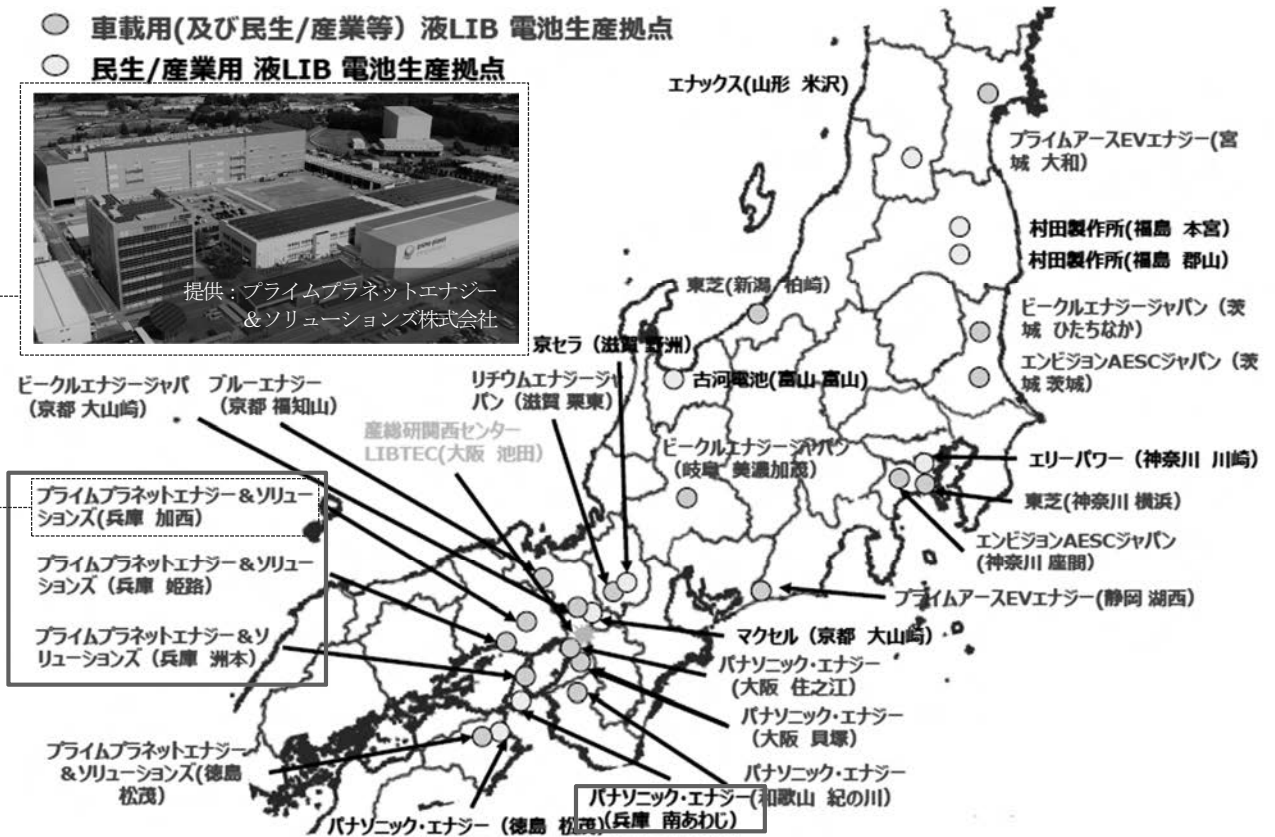 車載用(及び民生/産業等）液LIB 電池生産拠点
民生/産業用 液LIB 電池生産拠点
提供：プライムプラネットエナジー
＆ソリューションズ株式会社
エナックス(山形 米沢)
プライムアースEVエナジー(宮
城 大和）
村田製作所(福島 本宮)
村田製作所(福島 郡山)
東芝(新潟 柏崎)
ビークルエナジージャパン（茨
城 ひたちなか）
エンビジョンAESCジャパン（茨
城 茨城）
京セラ（滋賀 野洲）
古河電池(富山 富山)
ビークルエナジージャパ
ン（京都 大山崎）
ブルーエナジー
（京都 福知山）
リチウムエナジージャ
パン（滋賀 栗東）
産総研関西センター
LIBTEC(大阪 池田）
ビークルエナジージャパン
（岐阜 美濃加茂）
エリーパワー（神奈川 川崎）
東芝(神奈川 横浜）
エンビジョンAESCジャパン
（神奈川 座間）
プライムアースEVエナジー(静岡 湖西）
プライムプラネットエナジー＆ソリュー
ションズ(兵庫 加西）
プライムプラネットエナジー＆ソリュー
ションズ（兵庫 姫路）
プライムプラネットエナジー＆ソ
リューションズ（兵庫 洲本）
マクセル（京都 大山崎）
パナソニック・エナジー
（大阪 住之江）
パナソニック・エナジー
（大阪 貝塚）
パナソニック・エナジー
(和歌山 紀の川）
プライムプラネットエナジー
＆ソリューションズ(徳島
松茂）
パナソニック・エナジー（徳島 松茂）
パナソニック・エナジー
（兵庫 南あわじ）